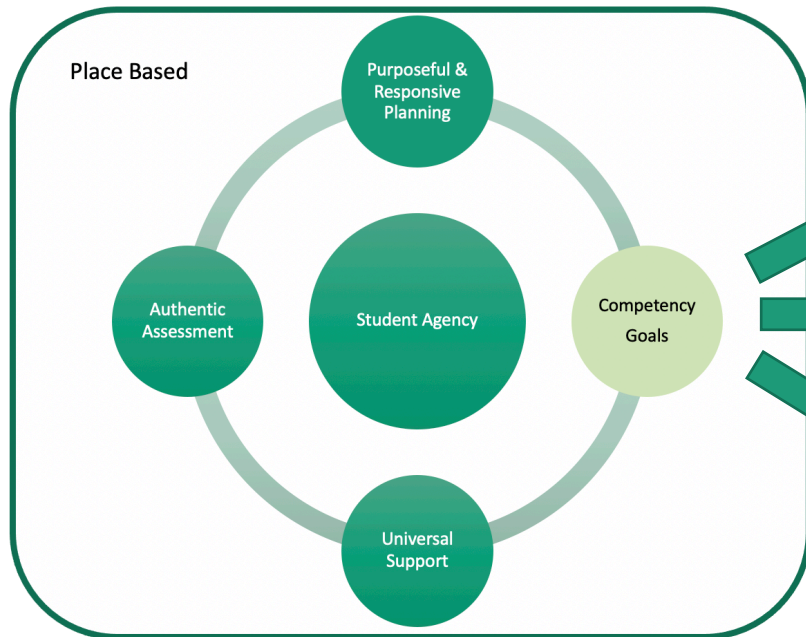 Place Based
Purposeful &
Responsive
Planning
Authentic
Assessment
Student Agency
Competency
Goals
Universal
Support